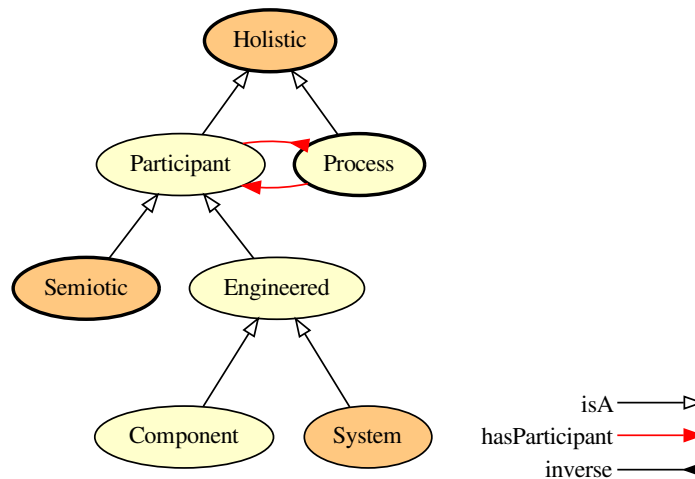 Holistic
Participant
Process
Semiotic
Engineered
Component
System
isA
hasParticipant
inverse